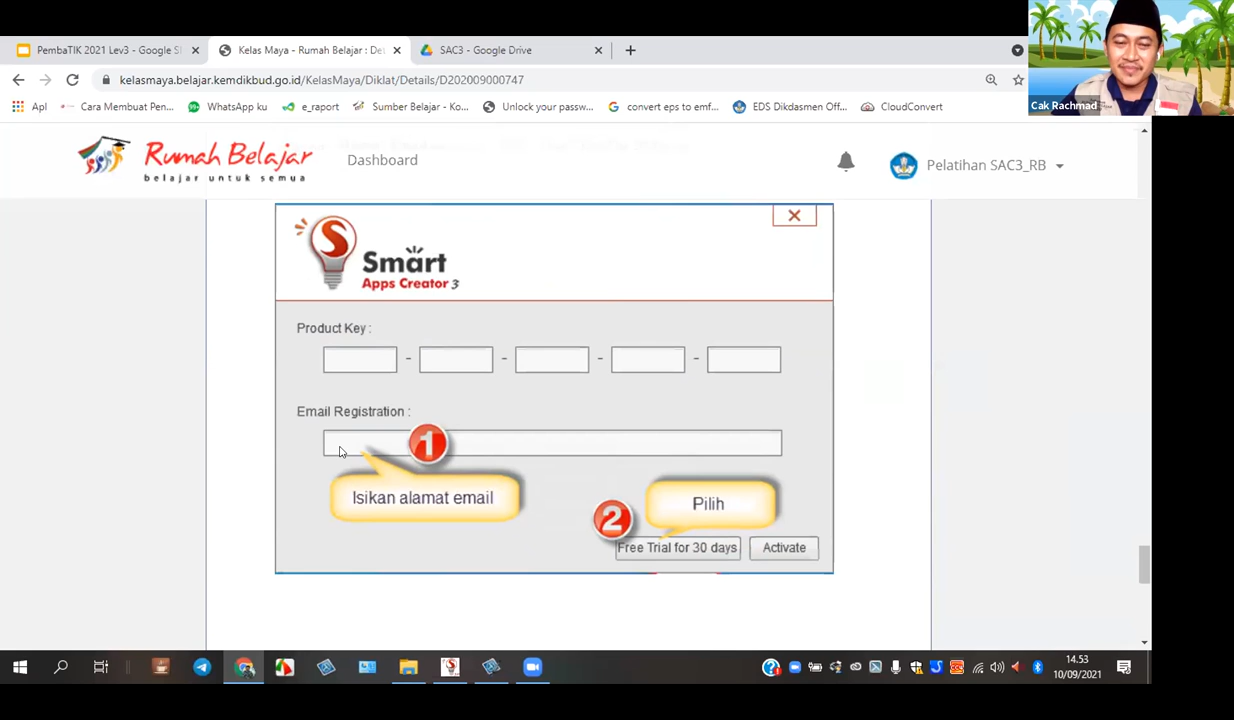 PembaTIK 2021 Lev3 - Google Sl
Kelas Maya - Rumah Belajar : Det
SAC3 - Google Drive
kelasmaya.belajar.kemdikbud.go.id/KelasMaya/Diklat/Details/D202009000747
Apl
Cara Membuat Pen...
WhatsApp ku
e_raport
Sumber Belajar - Ko...
Unlock your passw...
convert eps to emf...
EDS Dikdasmen Off...
CloudConvert
Cak Rachmad
Rumah Belajar
belajar untuk semua
Dashboard
Pelatihan SAC3_RB
S
Smart
Apps Creator 3
Product Key :
- - - -
Email Registration :
1
Isikan alamat email
2
Pilih
Free Trial for 30 days
Activate
14.53
10/09/2021